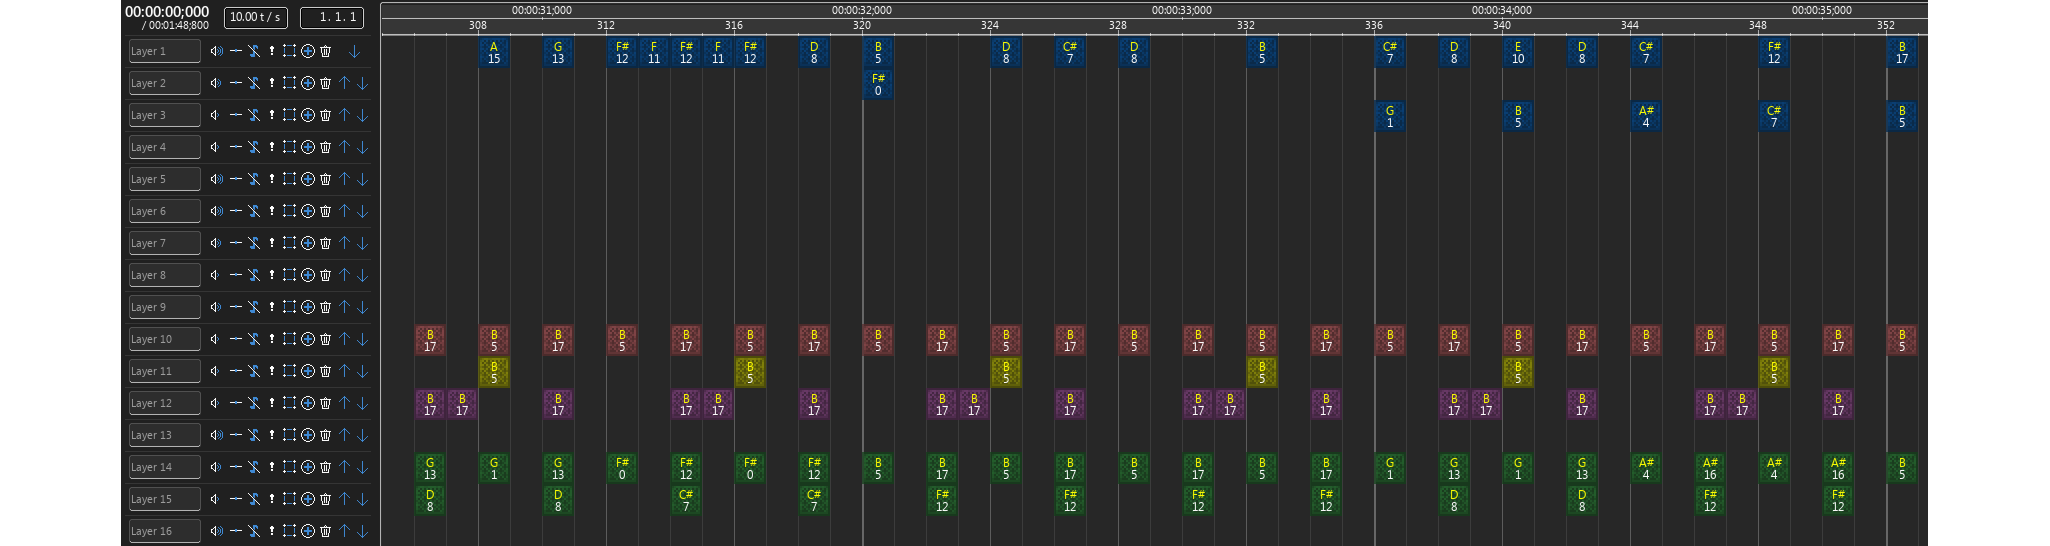 00:00:00;000
/ 00:01:48;800
10.00 t / s
1. 1. 1
00:00:31;000 00:00:32;000 00:00:33;000 00:00:34;000 00:00:35;000
308 312 316 320 324 328 332 336 340 344 348 352
Layer 1
A G F# F F# F F# D B D C# D B C# D E D C# F# B
15 13 12 11 12 11 12 8 5 8 7 8 5 7 8 10 8 7 12 17
Layer 2
F#
0
Layer 3
G B A# C# B
1 5 4 7 5
Layer 4
Layer 5
Layer 6
Layer 7
Layer 8
Layer 9
Layer 10
B B B B B B B B B B B B B B B B B B B B B B B B
17 5 17 5 17 5 17 5 17 5 17 5 17 5 17 5 17 5 17 5 17 5 17 5
Layer 11
B B B B B B
5 5 5 5 5 5
Layer 12
B B B B B B B B B B B B B B B B B B
17 17 17 17 17 17 17 17 17 17 17 17 17 17 17 17 17 17
Layer 13
Layer 14
G G G F# F# F# F# B B B B B B B B G G G G A# A# A# A# B
13 1 13 0 12 0 12 5 17 5 17 5 17 5 17 1 13 1 13 4 16 4 16 5
Layer 15
D D C# C# F# F# F# F# D D F# F#
8 8 7 7 12 12 12 12 8 8 12 12
Layer 16